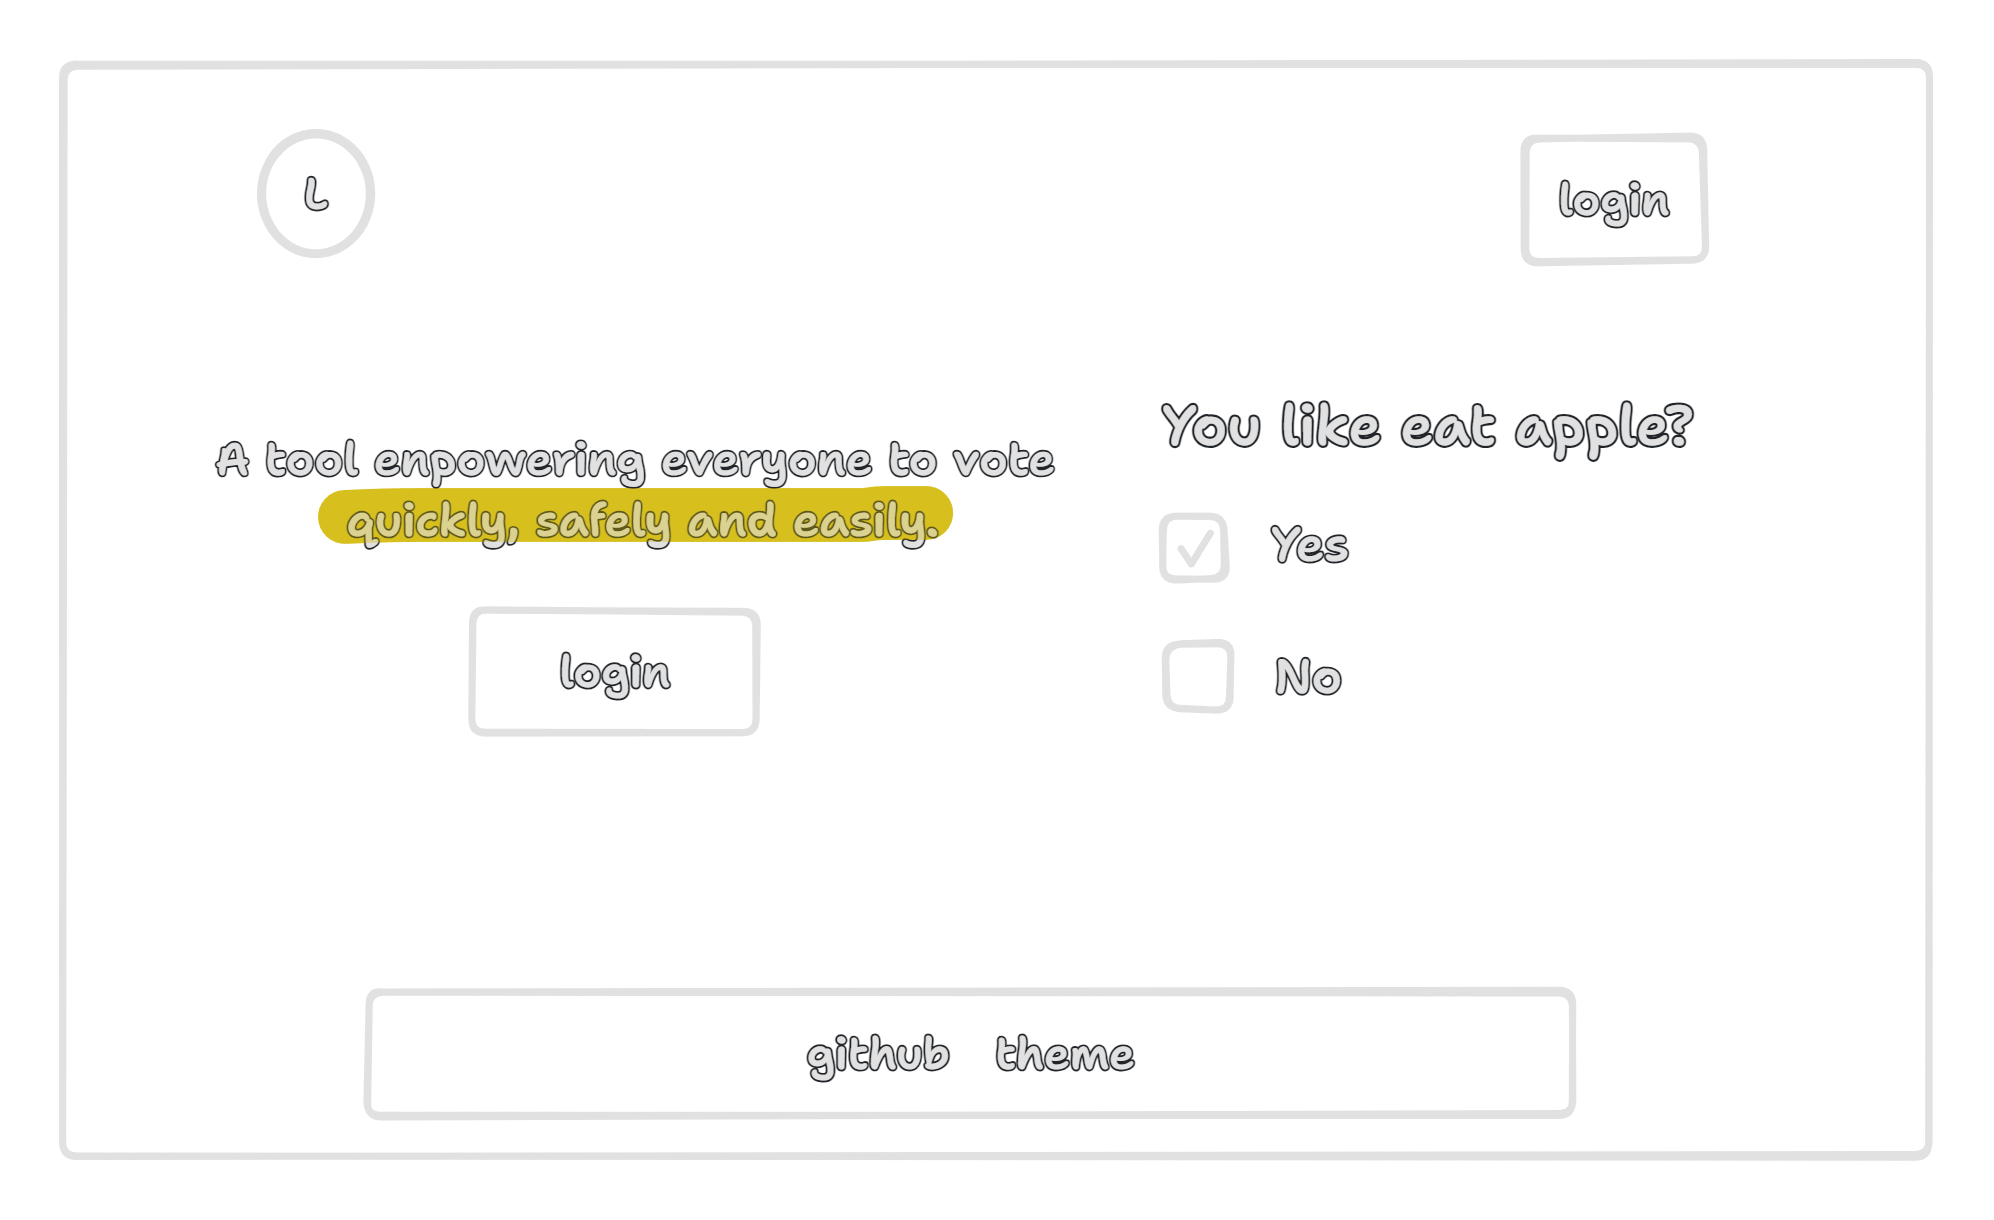 L
login
A tool enpowering everyone to vote
quickly, safely and easily.
login
You like eat apple?
Yes
No
github theme